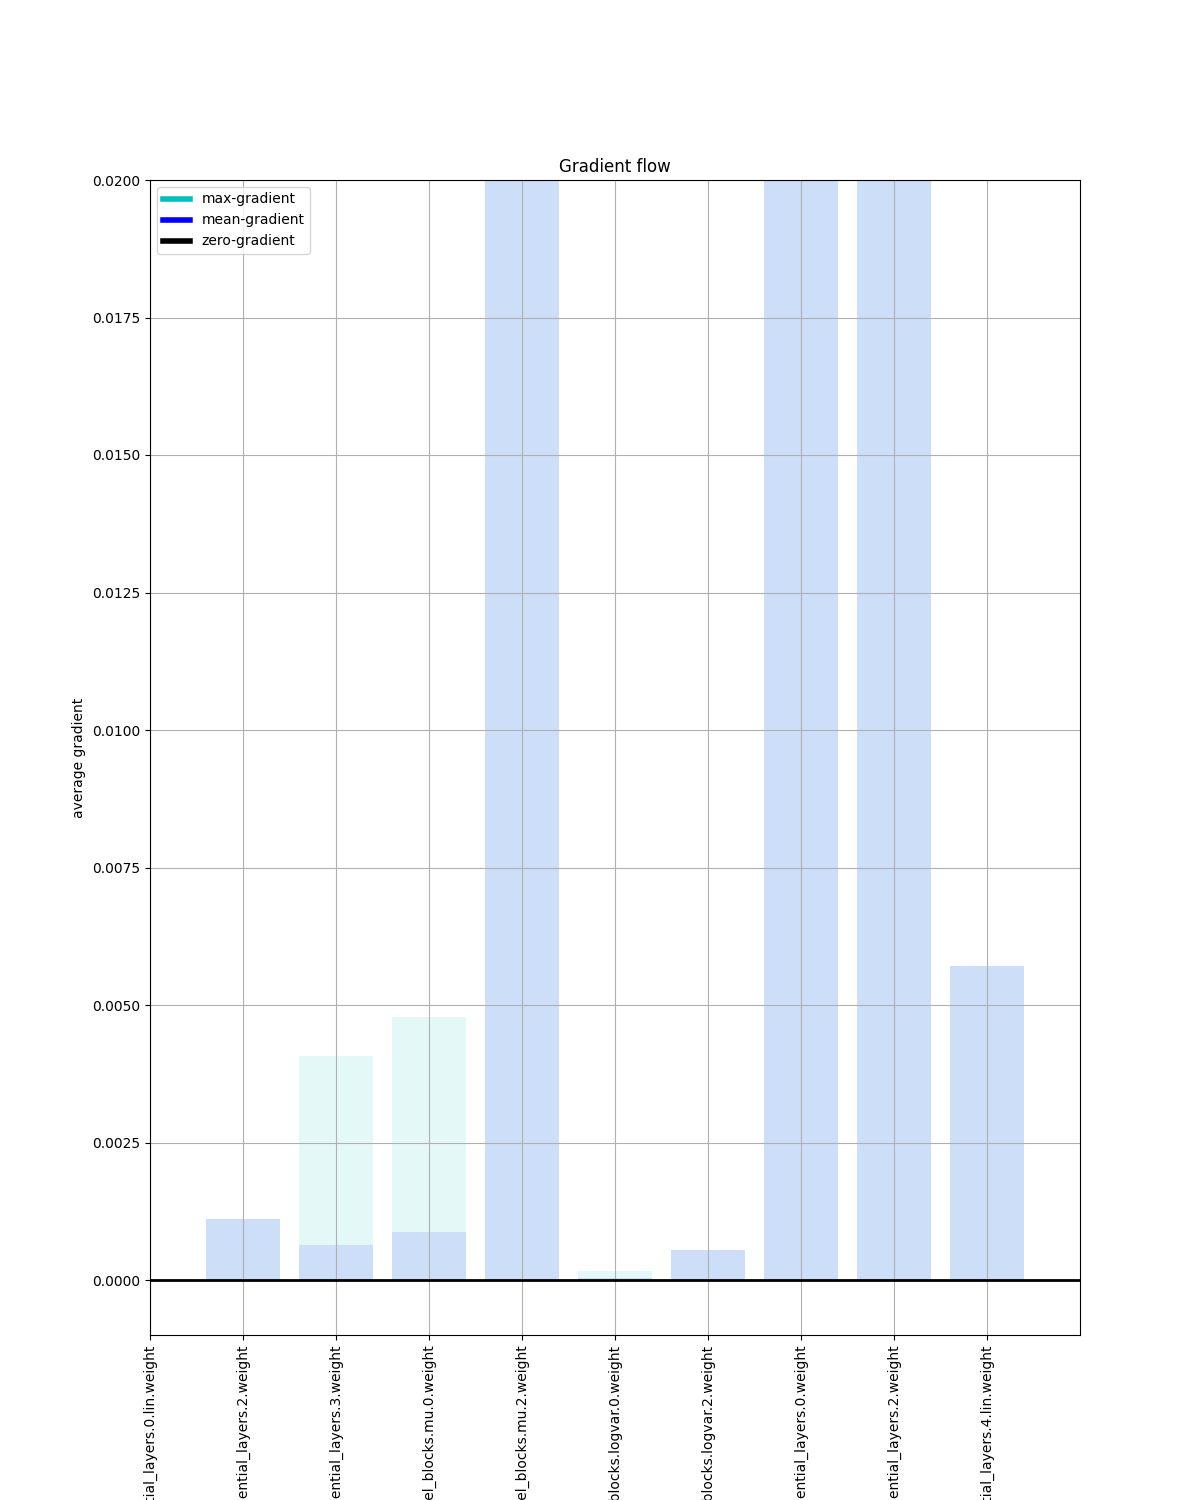 Gradient flow
max-gradient
mean-gradient
zero-gradient
0.0200
0.0175
0.0150
0.0125
0.0100
0.0075
0.0050
0.0025
0.0000
average gradient
tial_layers.0.lin.weight
ential_layers.2.weight
ential_layers.3.weight
el_blocks.mu.0.weight
el_blocks.mu.2.weight
blocks.logvar.0.weight
blocks.logvar.2.weight
ential_layers.0.weight
ential_layers.2.weight
tial_layers.4.lin.weight